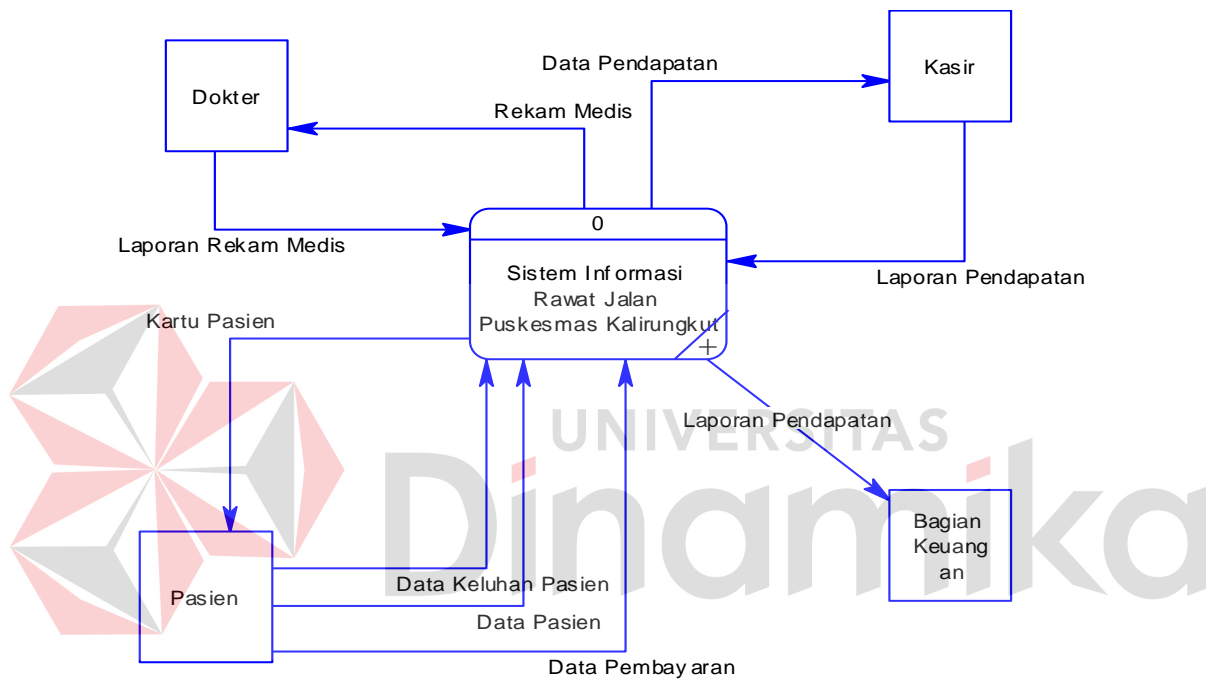 Dokter
Data Pendapatan
Kasir
Rekam Medis
Laporan Rekam Medis
0
Sistem Informasi
Rawat Jalan
Puskesmas Kalirungkut
+
Laporan Pendapatan
Kartu Pasien
Laporan Pendapatan
UNIVERSITAS
Dinamika
Bagian
Keuang
an
Pasien
Data Keluhan Pasien
Data Pasien
Data Pembayaran